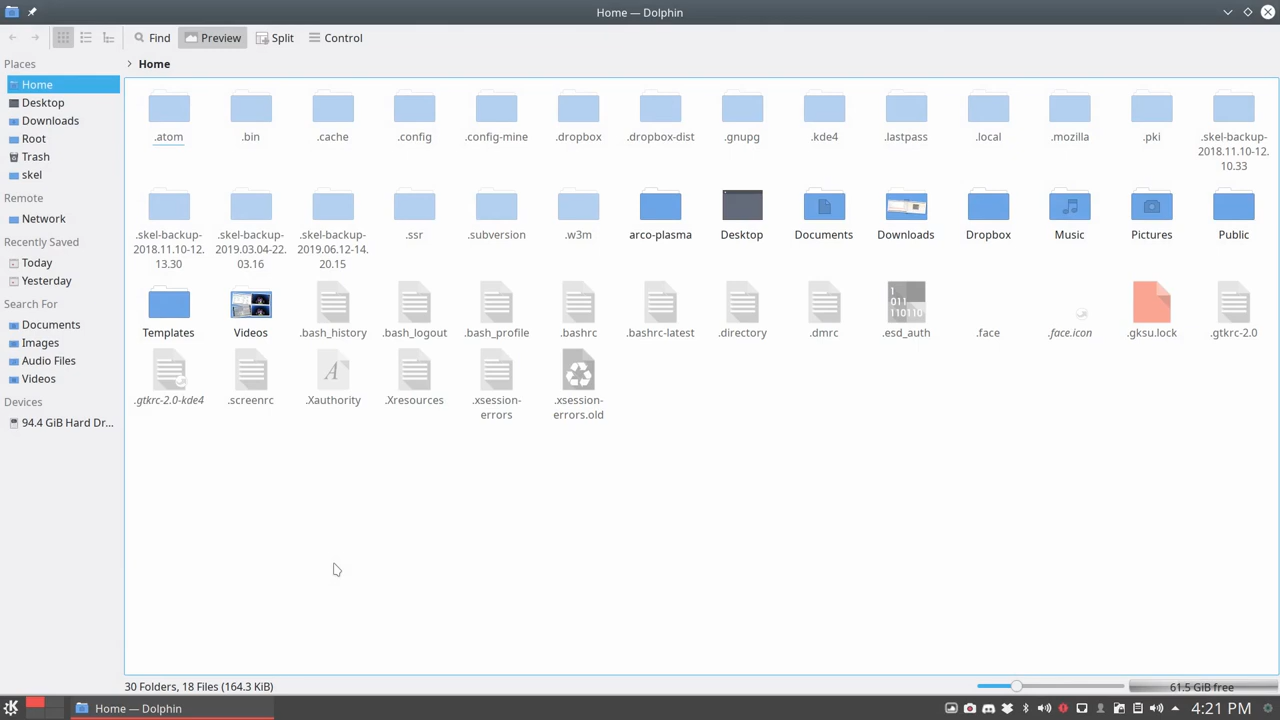 Home — Dolphin
Find
Preview
Split
Control
Places
Home
Desktop
Downloads
Root
Trash
skel
Remote
Network
Recently Saved
Today
Yesterday
Search For
Documents
Images
Audio Files
Videos
Devices
94.4 GiB Hard Dr...
Home
.atom
.bin
.cache
.config
.config-mine
.dropbox
.dropbox-dist
.gnupg
.kde4
.lastpass
.local
.mozilla
.pki
.skel-backup-
2018.11.10-12.
10.33
.skel-backup-
2018.11.10-12.
13.30
.skel-backup-
2019.03.04-22.
03.16
.skel-backup-
2019.06.12-14.
20.15
.ssr
.subversion
.w3m
arco-plasma
Desktop
Documents
Downloads
Dropbox
Music
Pictures
Public
Templates
Videos
.bash_history
.bash_logout
.bash_profile
.bashrc
.bashrc-latest
.directory
.dmrc
1
011
110110
.esd_auth
.face
.face.icon
.gksu.lock
.gtkrc-2.0
.gtkrc-2.0-kde4
.screenrc
A
.Xauthority
.Xresources
.xsession-
errors
.xsession-
errors.old
30 Folders, 18 Files (164.3 KiB)
61.5 GiB free
Home — Dolphin
4:21 PM